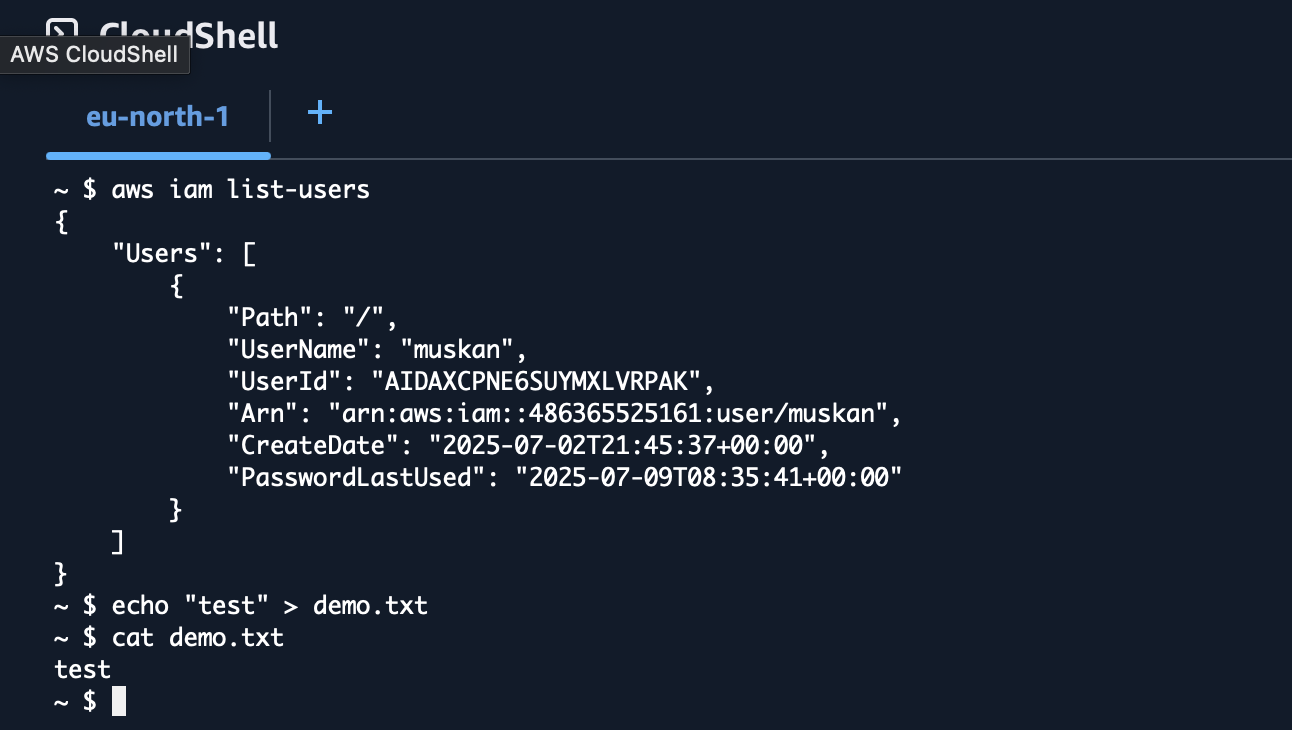 CloudShell
AWS CloudShell
eu-north-1 +
~ $ aws iam list-users
{
    "Users": [
        {
            "Path": "/",
            "UserName": "muskan",
            "UserId": "AIDAXCPNE6SUYMXLVRPAK",
            "Arn": "arn:aws:iam::486365525161:user/muskan",
            "CreateDate": "2025-07-02T21:45:37+00:00",
            "PasswordLastUsed": "2025-07-09T08:35:41+00:00"
        }
    ]
}
~ $ echo "test" > demo.txt
~ $ cat demo.txt
test
~ $